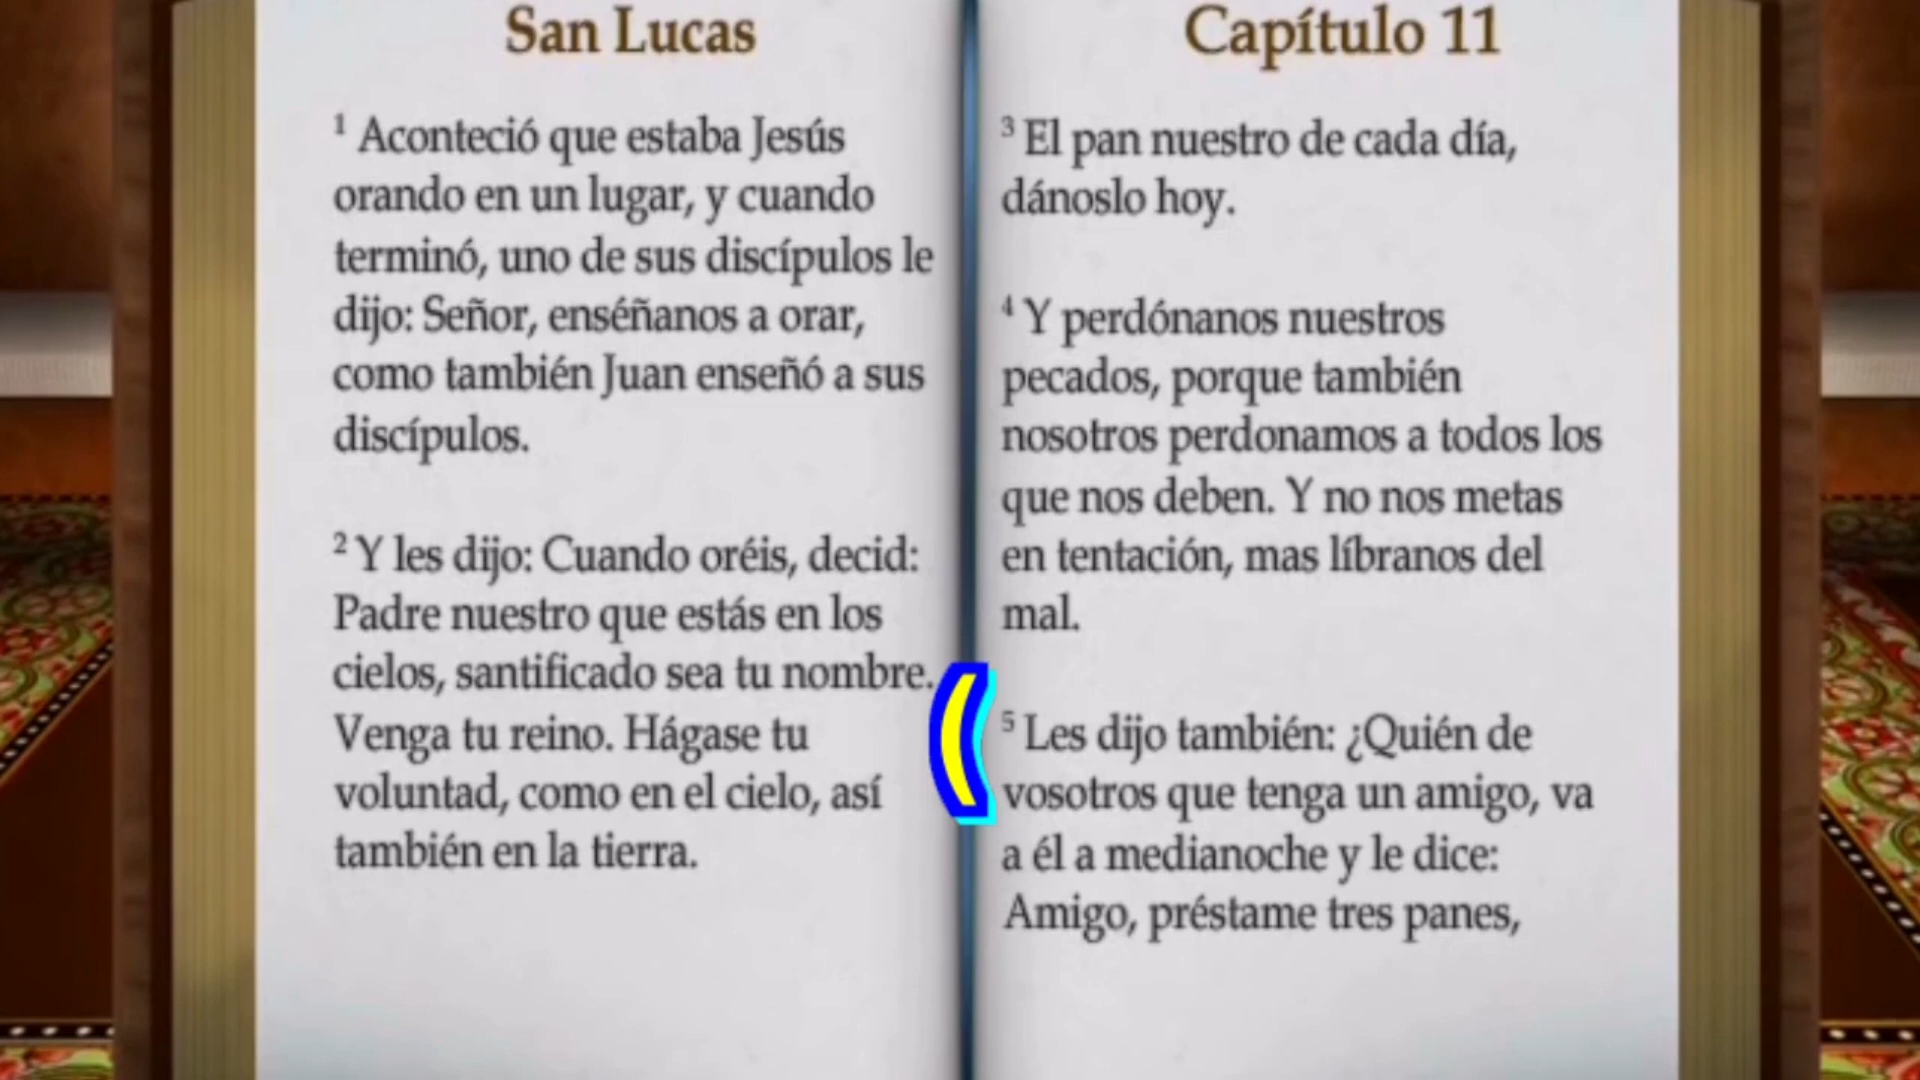 San Lucas
¹ Aconteció que estaba Jesús
orando en un lugar, y cuando
terminó, uno de sus discípulos le
dijo: Señor, enséñanos a orar,
como también Juan enseñó a sus
discípulos.
² Y les dijo: Cuando oréis, decid:
Padre nuestro que estás en los
cielos, santificado sea tu nombre.
Venga tu reino. Hágase tu
voluntad, como en el cielo, así
también en la tierra.
Capítulo 11
³ El pan nuestro de cada día,
dánoslo hoy.
⁴ Y perdónanos nuestros
pecados, porque también
nosotros perdonamos a todos los
que nos deben. Y no nos metas
en tentación, mas líbranos del
mal.
(
⁵ Les dijo también: ¿Quién de
vosotros que tenga un amigo, va
a él a medianoche y le dice:
Amigo, préstame tres panes,